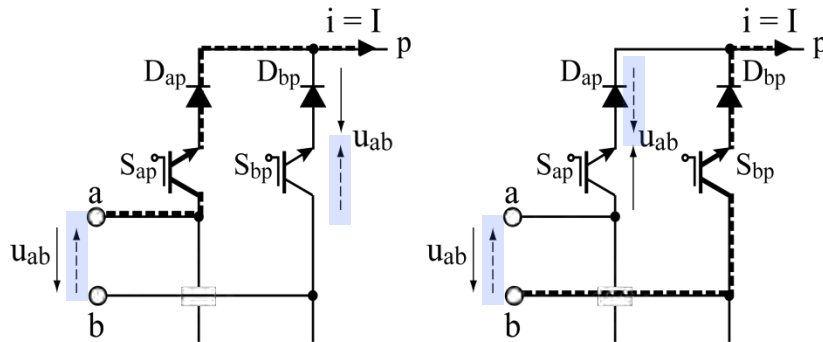 i = I
p
D_ap
D_bp
u_ab
S_ap
S_bp
a
u_ab
b
i = I
p
D_ap
D_bp
u_ab
S_ap
S_bp
a
u_ab
b